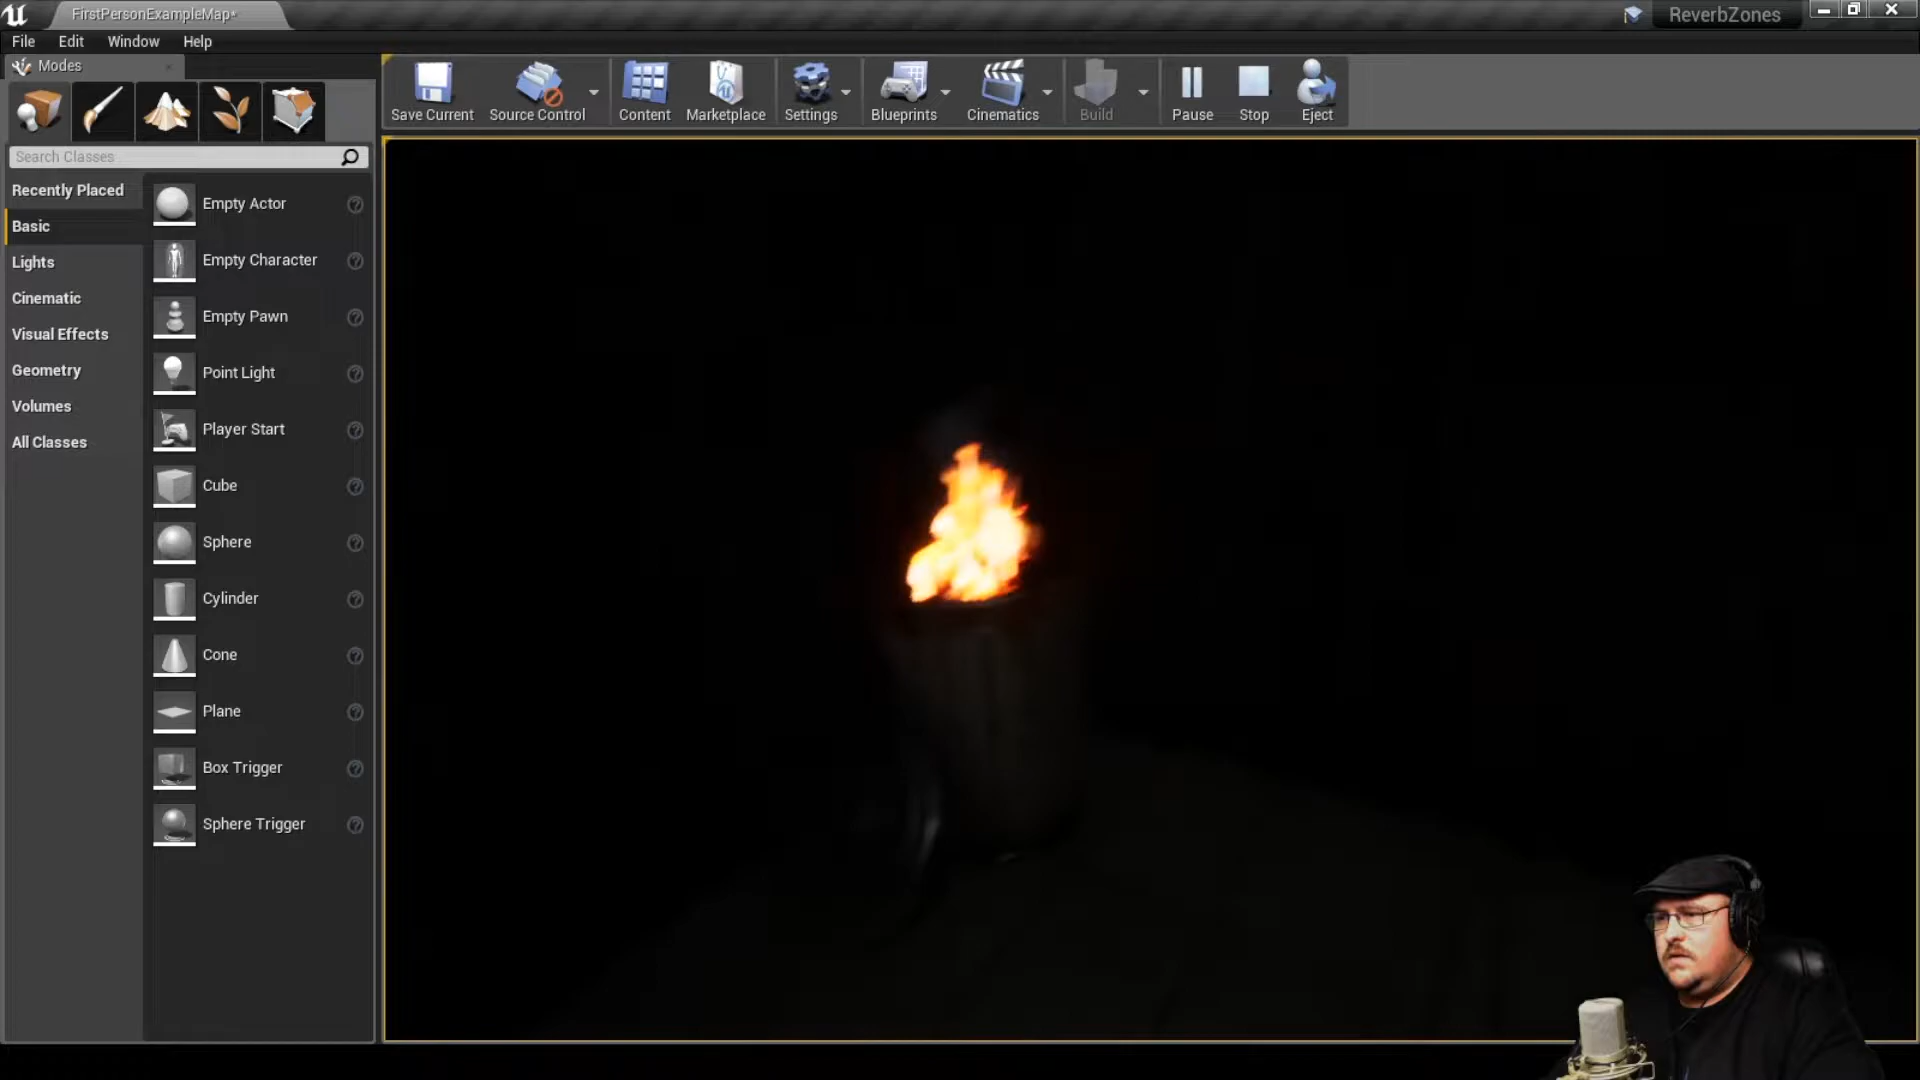 FirstPersonExampleMap*
ReverbZones
File Edit Window Help
Modes
Save Current
Source Control
Content
Marketplace
Settings
Blueprints
Cinematics
Build
Pause
Stop
Eject
Search Classes
Recently Placed
Basic
Lights
Cinematic
Visual Effects
Geometry
Volumes
All Classes
Empty Actor
Empty Character
Empty Pawn
Point Light
Player Start
Cube
Sphere
Cylinder
Cone
Plane
Box Trigger
Sphere Trigger